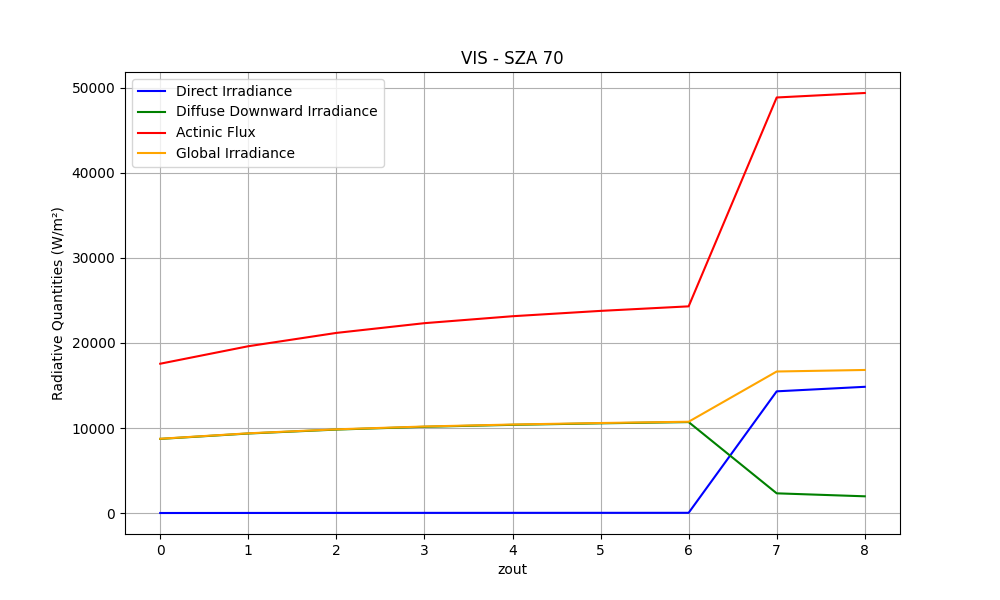 VIS - SZA 70
Direct Irradiance
Diffuse Downward Irradiance
Actinic Flux
Global Irradiance
Radiative Quantities (W/m²)
50000
40000
30000
20000
10000
0
0 1 2 3 4 5 6 7 8
zout